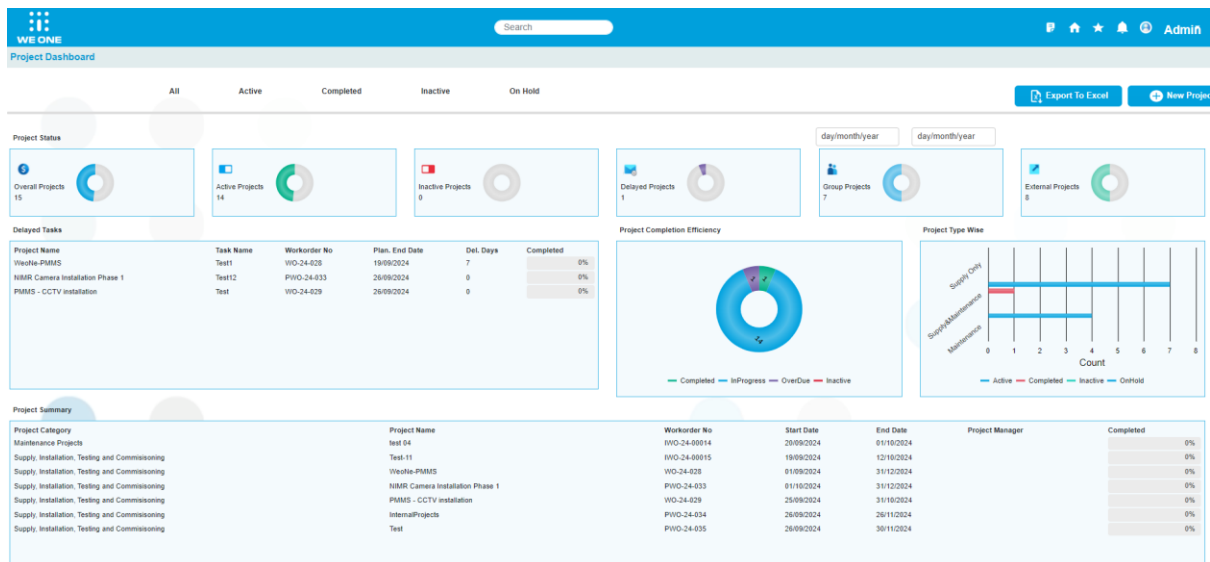 WE ONE
Search
Admin
Project Dashboard
All Active Completed Inactive On Hold
Export To Excel
New Projec
Project Status
day/month/year day/month/year
Overall Projects
15
Active Projects
14
Inactive Projects
0
Delayed Projects
1
Group Projects
7
External Projects
8
Delayed Tasks
Project Name Task Name Workorder No Plan. End Date Del. Days Completed
WeoNe-PMMS Test1 WO-24-028 19/09/2024 7 0%
NIMR Camera Installation Phase 1 Test12 PWO-24-033 26/09/2024 0 0%
PMMS - CCTV installation Test WO-24-029 26/09/2024 0 0%
Project Completion Efficiency
1 1
14
Completed InProgress OverDue Inactive
Project Type Wise
Supply Only
Supply&Maintenance
Maintenance
0 1 2 3 4 5 6 7 8
Count
Active Completed Inactive OnHold
Project Summary
Project Category Project Name Workorder No Start Date End Date Project Manager Completed
Maintenance Projects test 04 IWO-24-00014 20/09/2024 01/10/2024 0%
Supply, Installation, Testing and Commisisoning Test-11 IWO-24-00015 19/09/2024 12/10/2024 0%
Supply, Installation, Testing and Commisisoning WeoNe-PMMS WO-24-028 01/09/2024 31/12/2024 0%
Supply, Installation, Testing and Commisisoning NIMR Camera Installation Phase 1 PWO-24-033 01/10/2024 31/12/2024 0%
Supply, Installation, Testing and Commisisoning PMMS - CCTV installation WO-24-029 25/09/2024 31/10/2024 0%
Supply, Installation, Testing and Commisisoning InternalProjects PWO-24-034 26/09/2024 26/11/2024 0%
Supply, Installation, Testing and Commisisoning Test PWO-24-035 26/09/2024 30/11/2024 0%